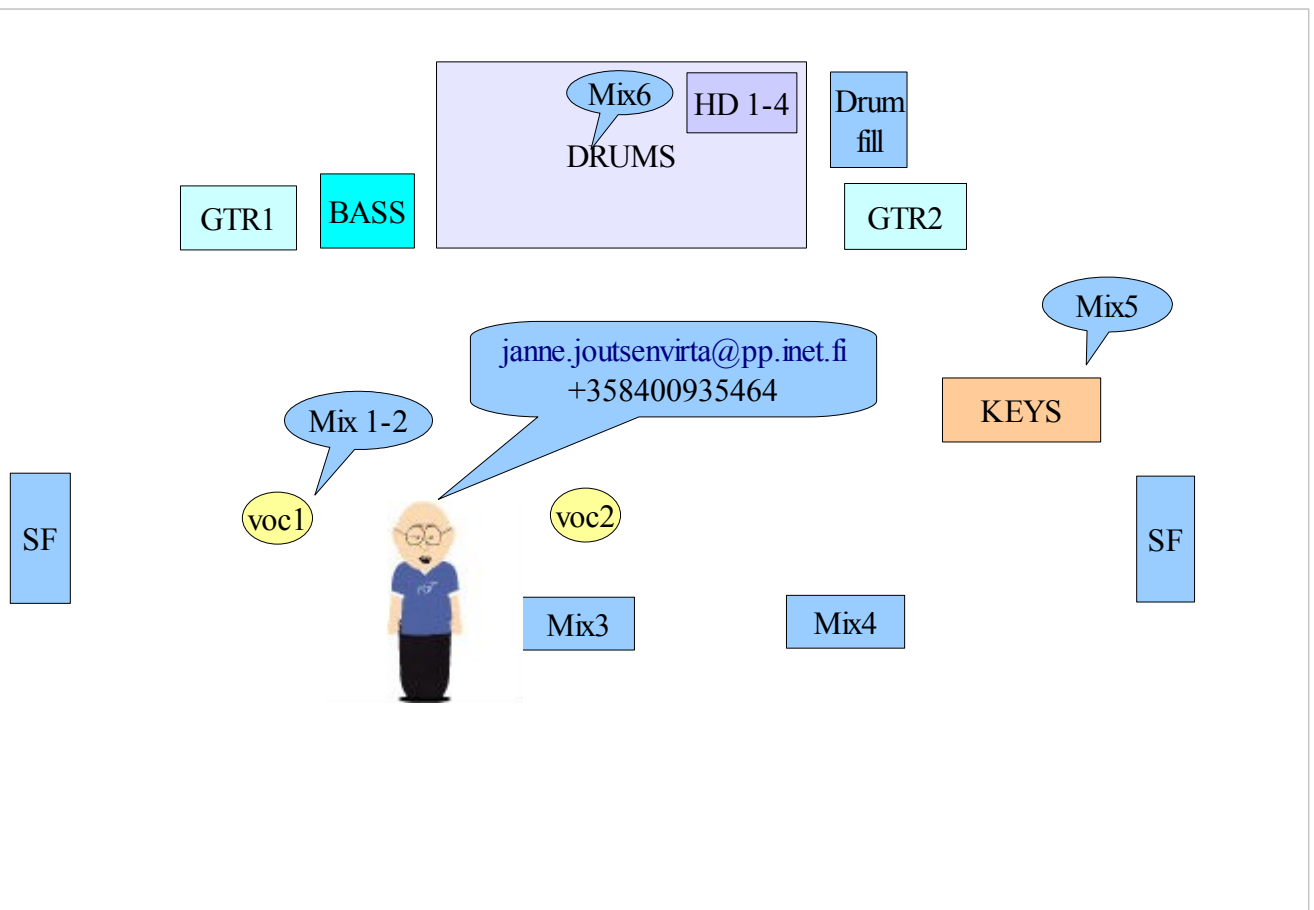 Mix6
HD 1-4
Drum
fill
DRUMS
GTR1
BASS
GTR2
Mix5
janne.joutsenvirta@pp.inet.fi
+358400935464
Mix 1-2
KEYS
SF
voc1
voc2
SF
Mix3
Mix4